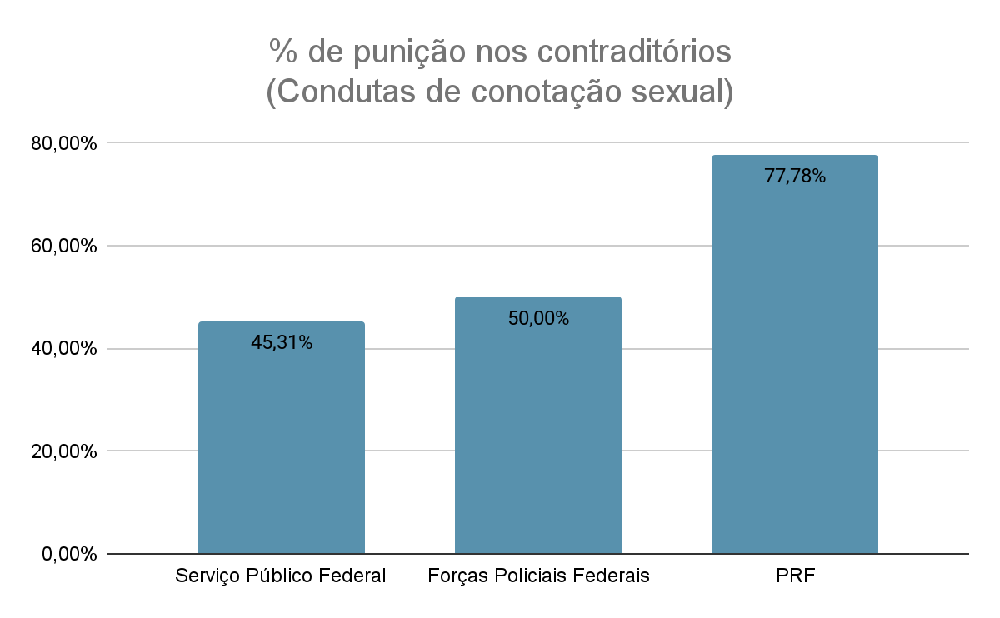 % de punição nos contraditórios
(Condutas de conotação sexual)
80,00%
60,00%
40,00%
20,00%
0,00%
45,31%
50,00%
77,78%
Serviço Público Federal
Forças Policiais Federais
PRF